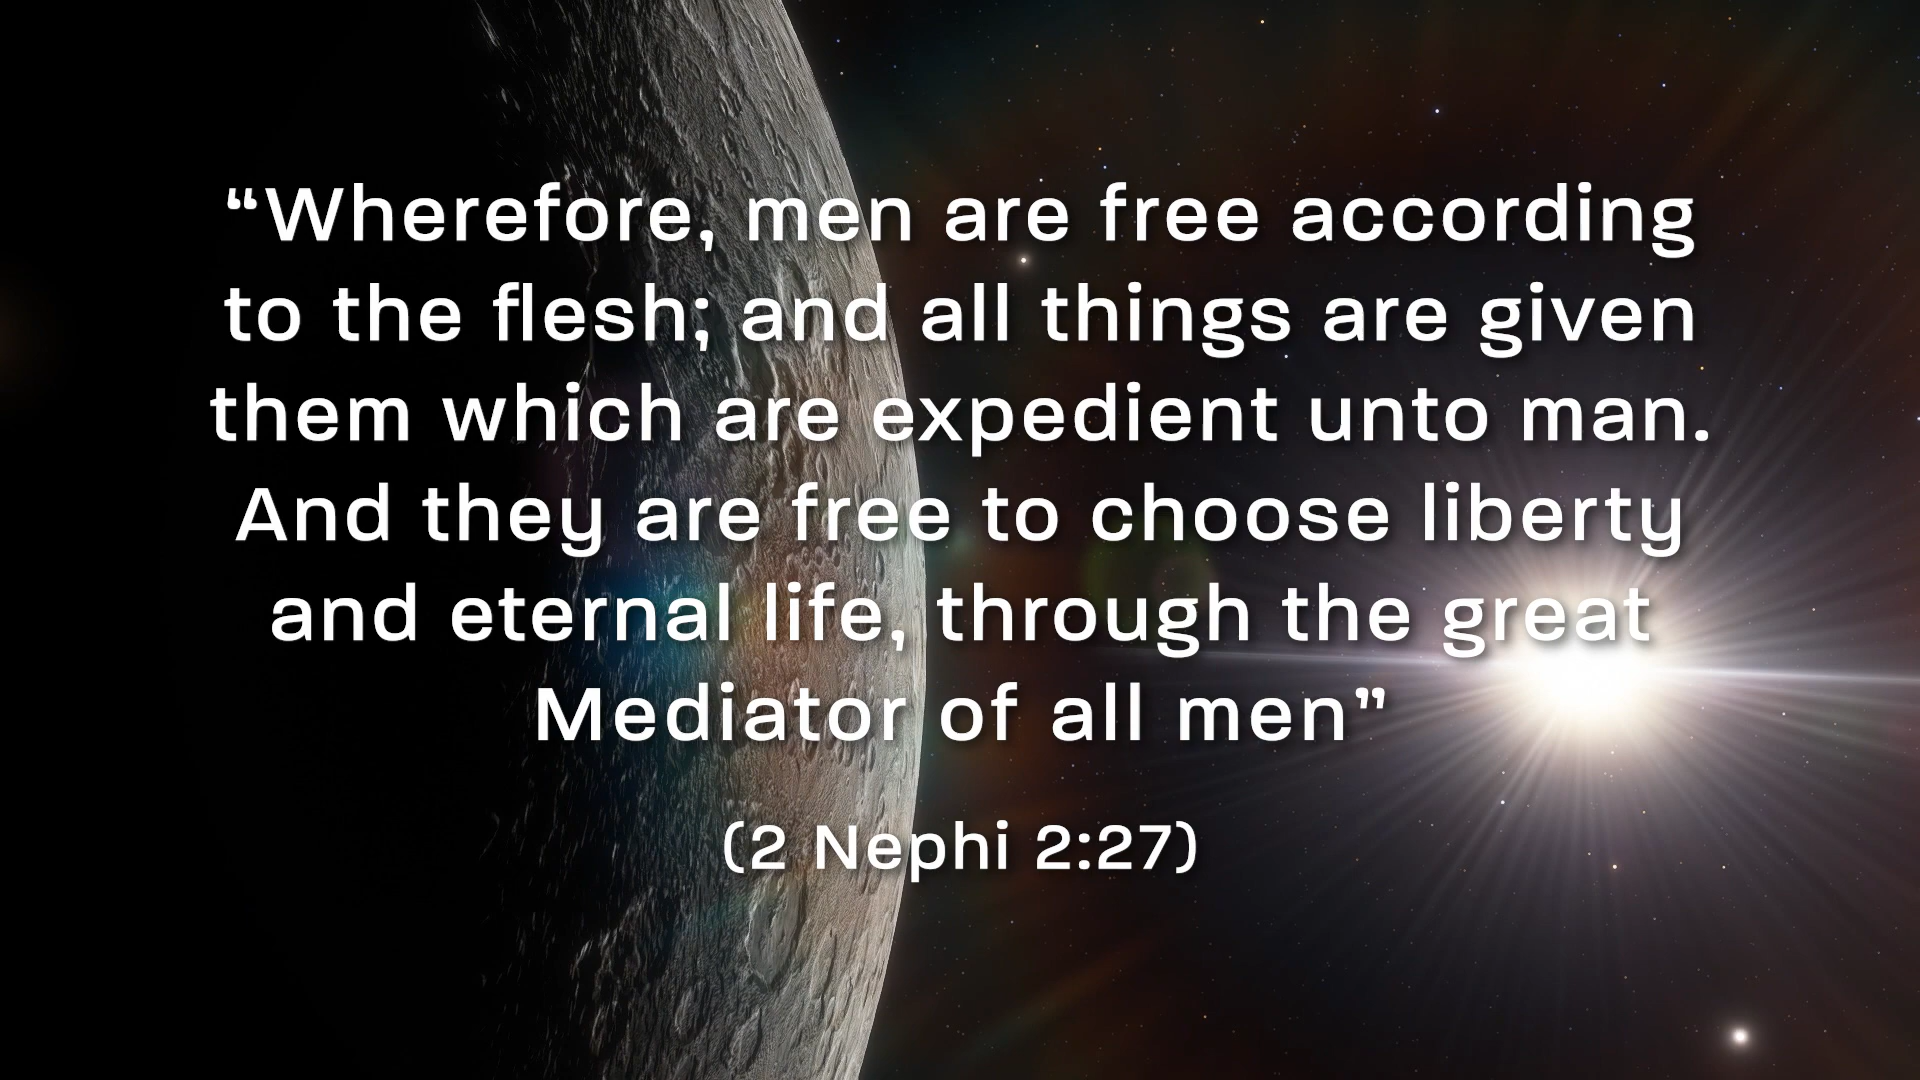 “Wherefore, men are free according
to the flesh; and all things are given
them which are expedient unto man.
And they are free to choose liberty
and eternal life, through the great
Mediator of all men”
(2 Nephi 2:27)